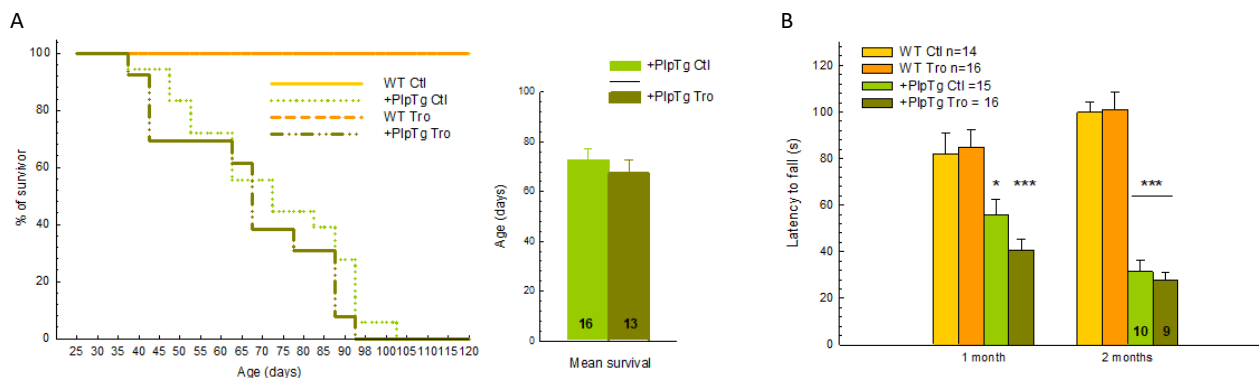 A
% of survivor
100
80
60
40
20
0
WT Ctl
+PlpTg Ctl
WT Tro
+PlpTg Tro
25 30 35 40 45 50 55 60 65 70 75 80 85 90 92 98 100 105 110 115 120
Age (days)
+PlpTg Ctl
+PlpTg Tro
Age (days)
100
80
60
40
20
0
16 13
Mean survival
B
WT Ctl n=14
WT Tro n=16
+PlpTg Ctl =15
+PlpTg Tro = 16
Latency to fall (s)
120
100
80
60
40
20
0
* *** ***
10 9
1 month 2 months